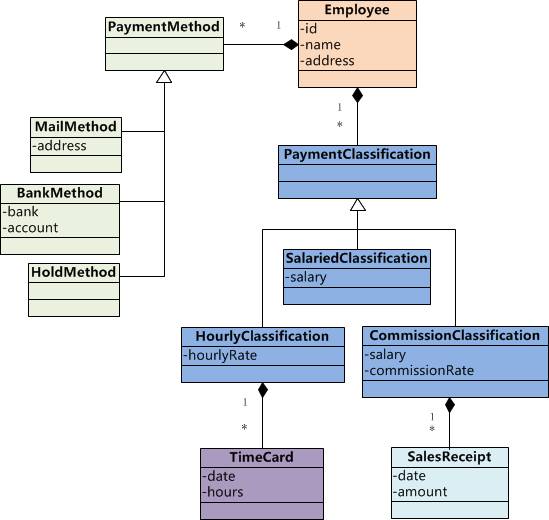 Employee
-id
-name
-address
PaymentMethod
* 1
1
*
MailMethod
-address
PaymentClassification
BankMethod
-bank
-account
SalariedClassification
-salary
HoldMethod
HourlyClassification
-hourlyRate
CommissionClassification
-salary
-commissionRate
1
*
1
*
TimeCard
-date
-hours
SalesReceipt
-date
-amount